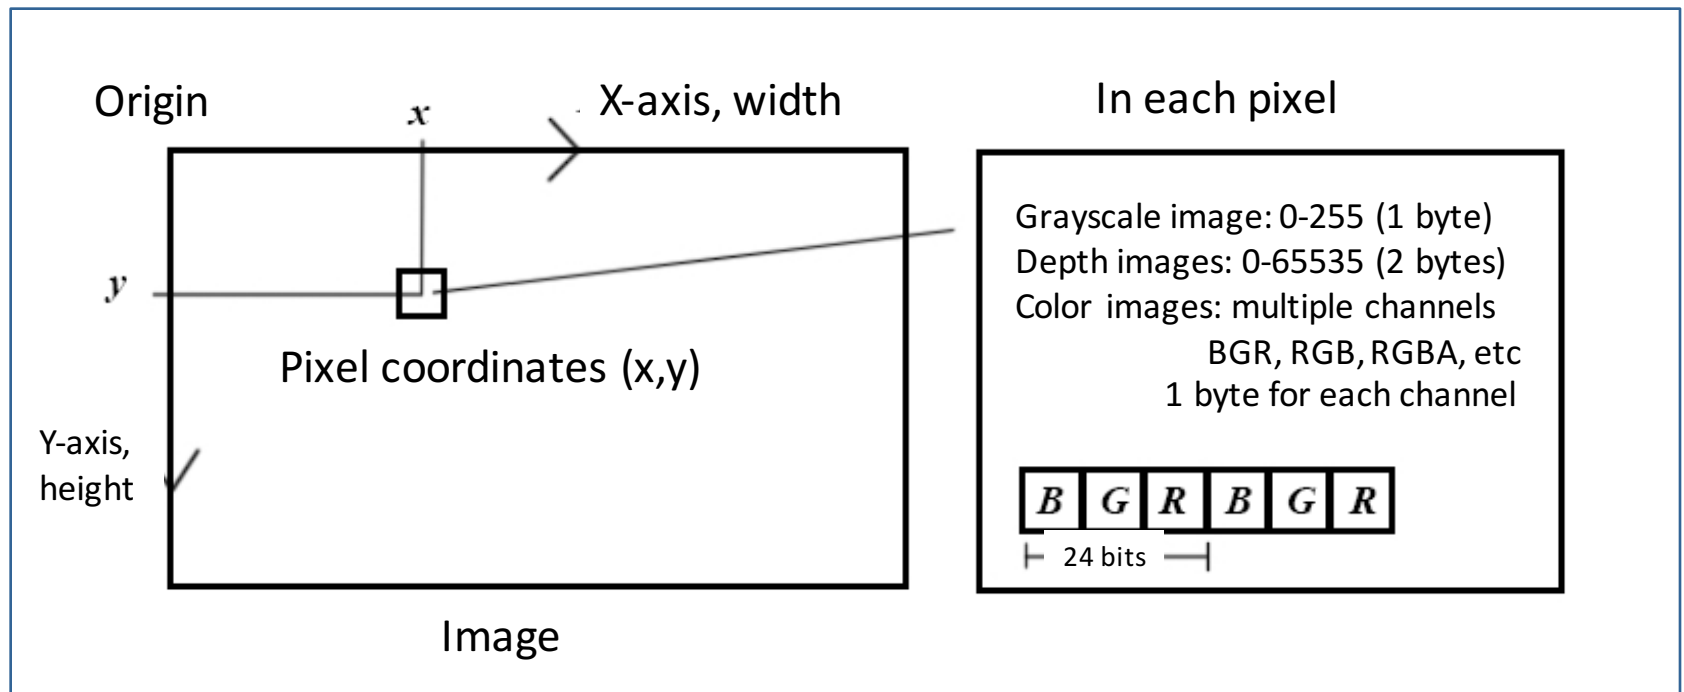 Origin
x
X-axis, width
In each pixel
y
Pixel coordinates (x,y)
Y-axis,
height
Image
Grayscale image: 0-255 (1 byte)
Depth images: 0-65535 (2 bytes)
Color images: multiple channels
BGR, RGB, RGBA, etc
1 byte for each channel
B G R B G R
24 bits